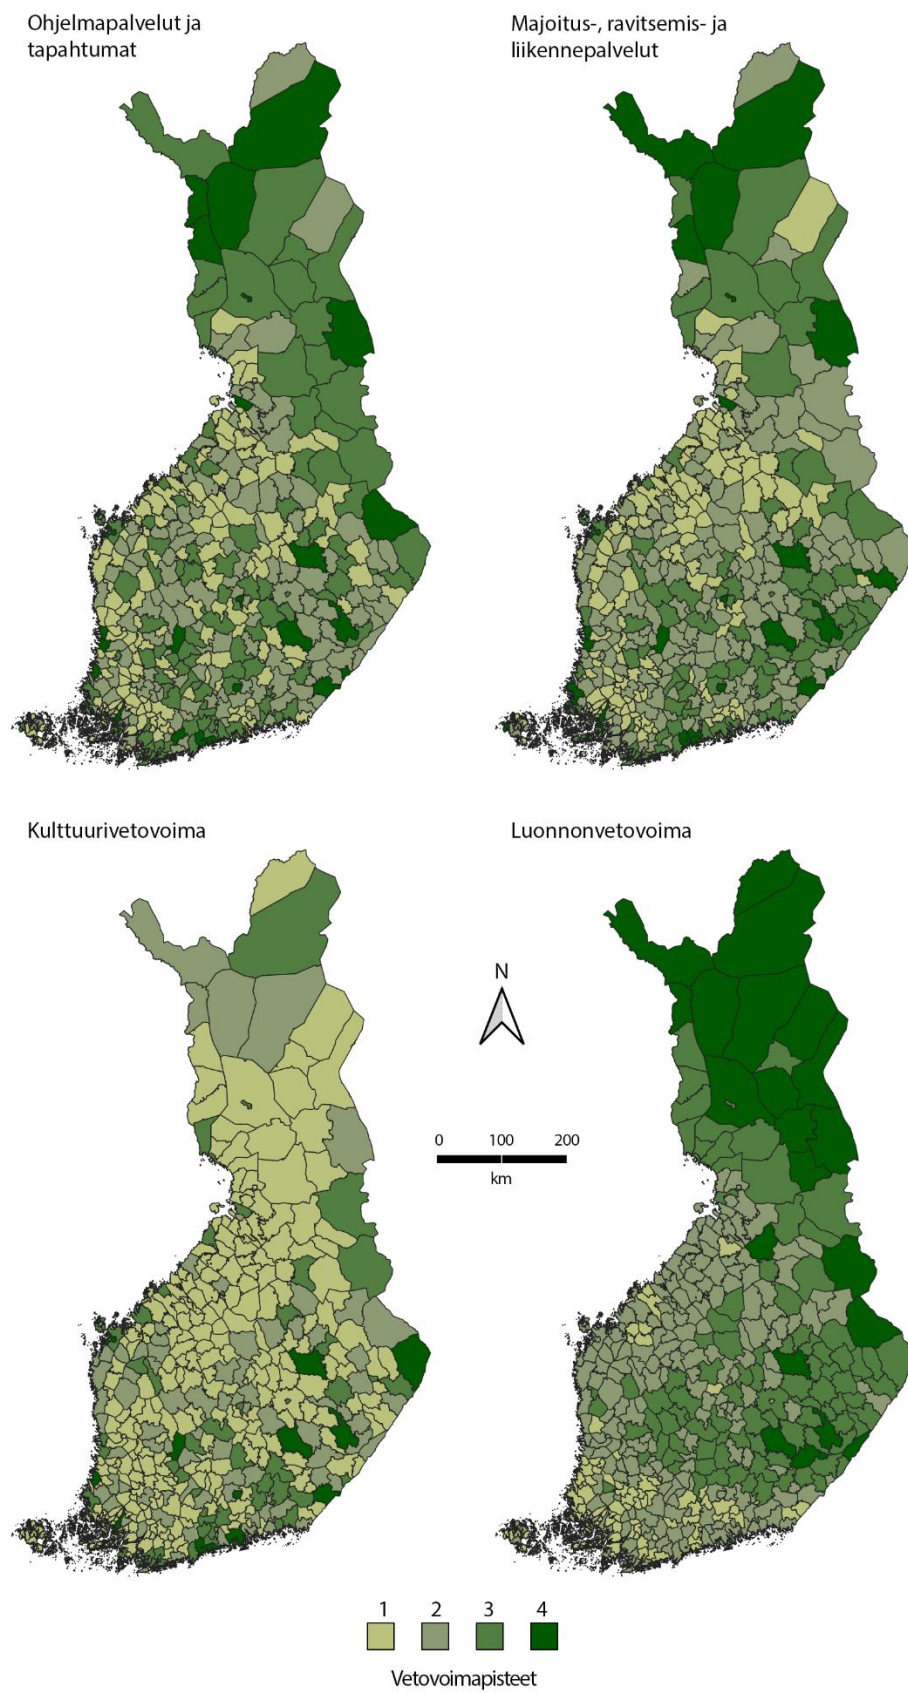 Ohjelmapalvelut ja
tapahtumat
Majoitus-, ravitsemis- ja
liikennepalvelut
Kulttuurivetovoima
Luonnonvetovoima
N
0 100 200
km
1 2 3 4
Vetovoimapisteet